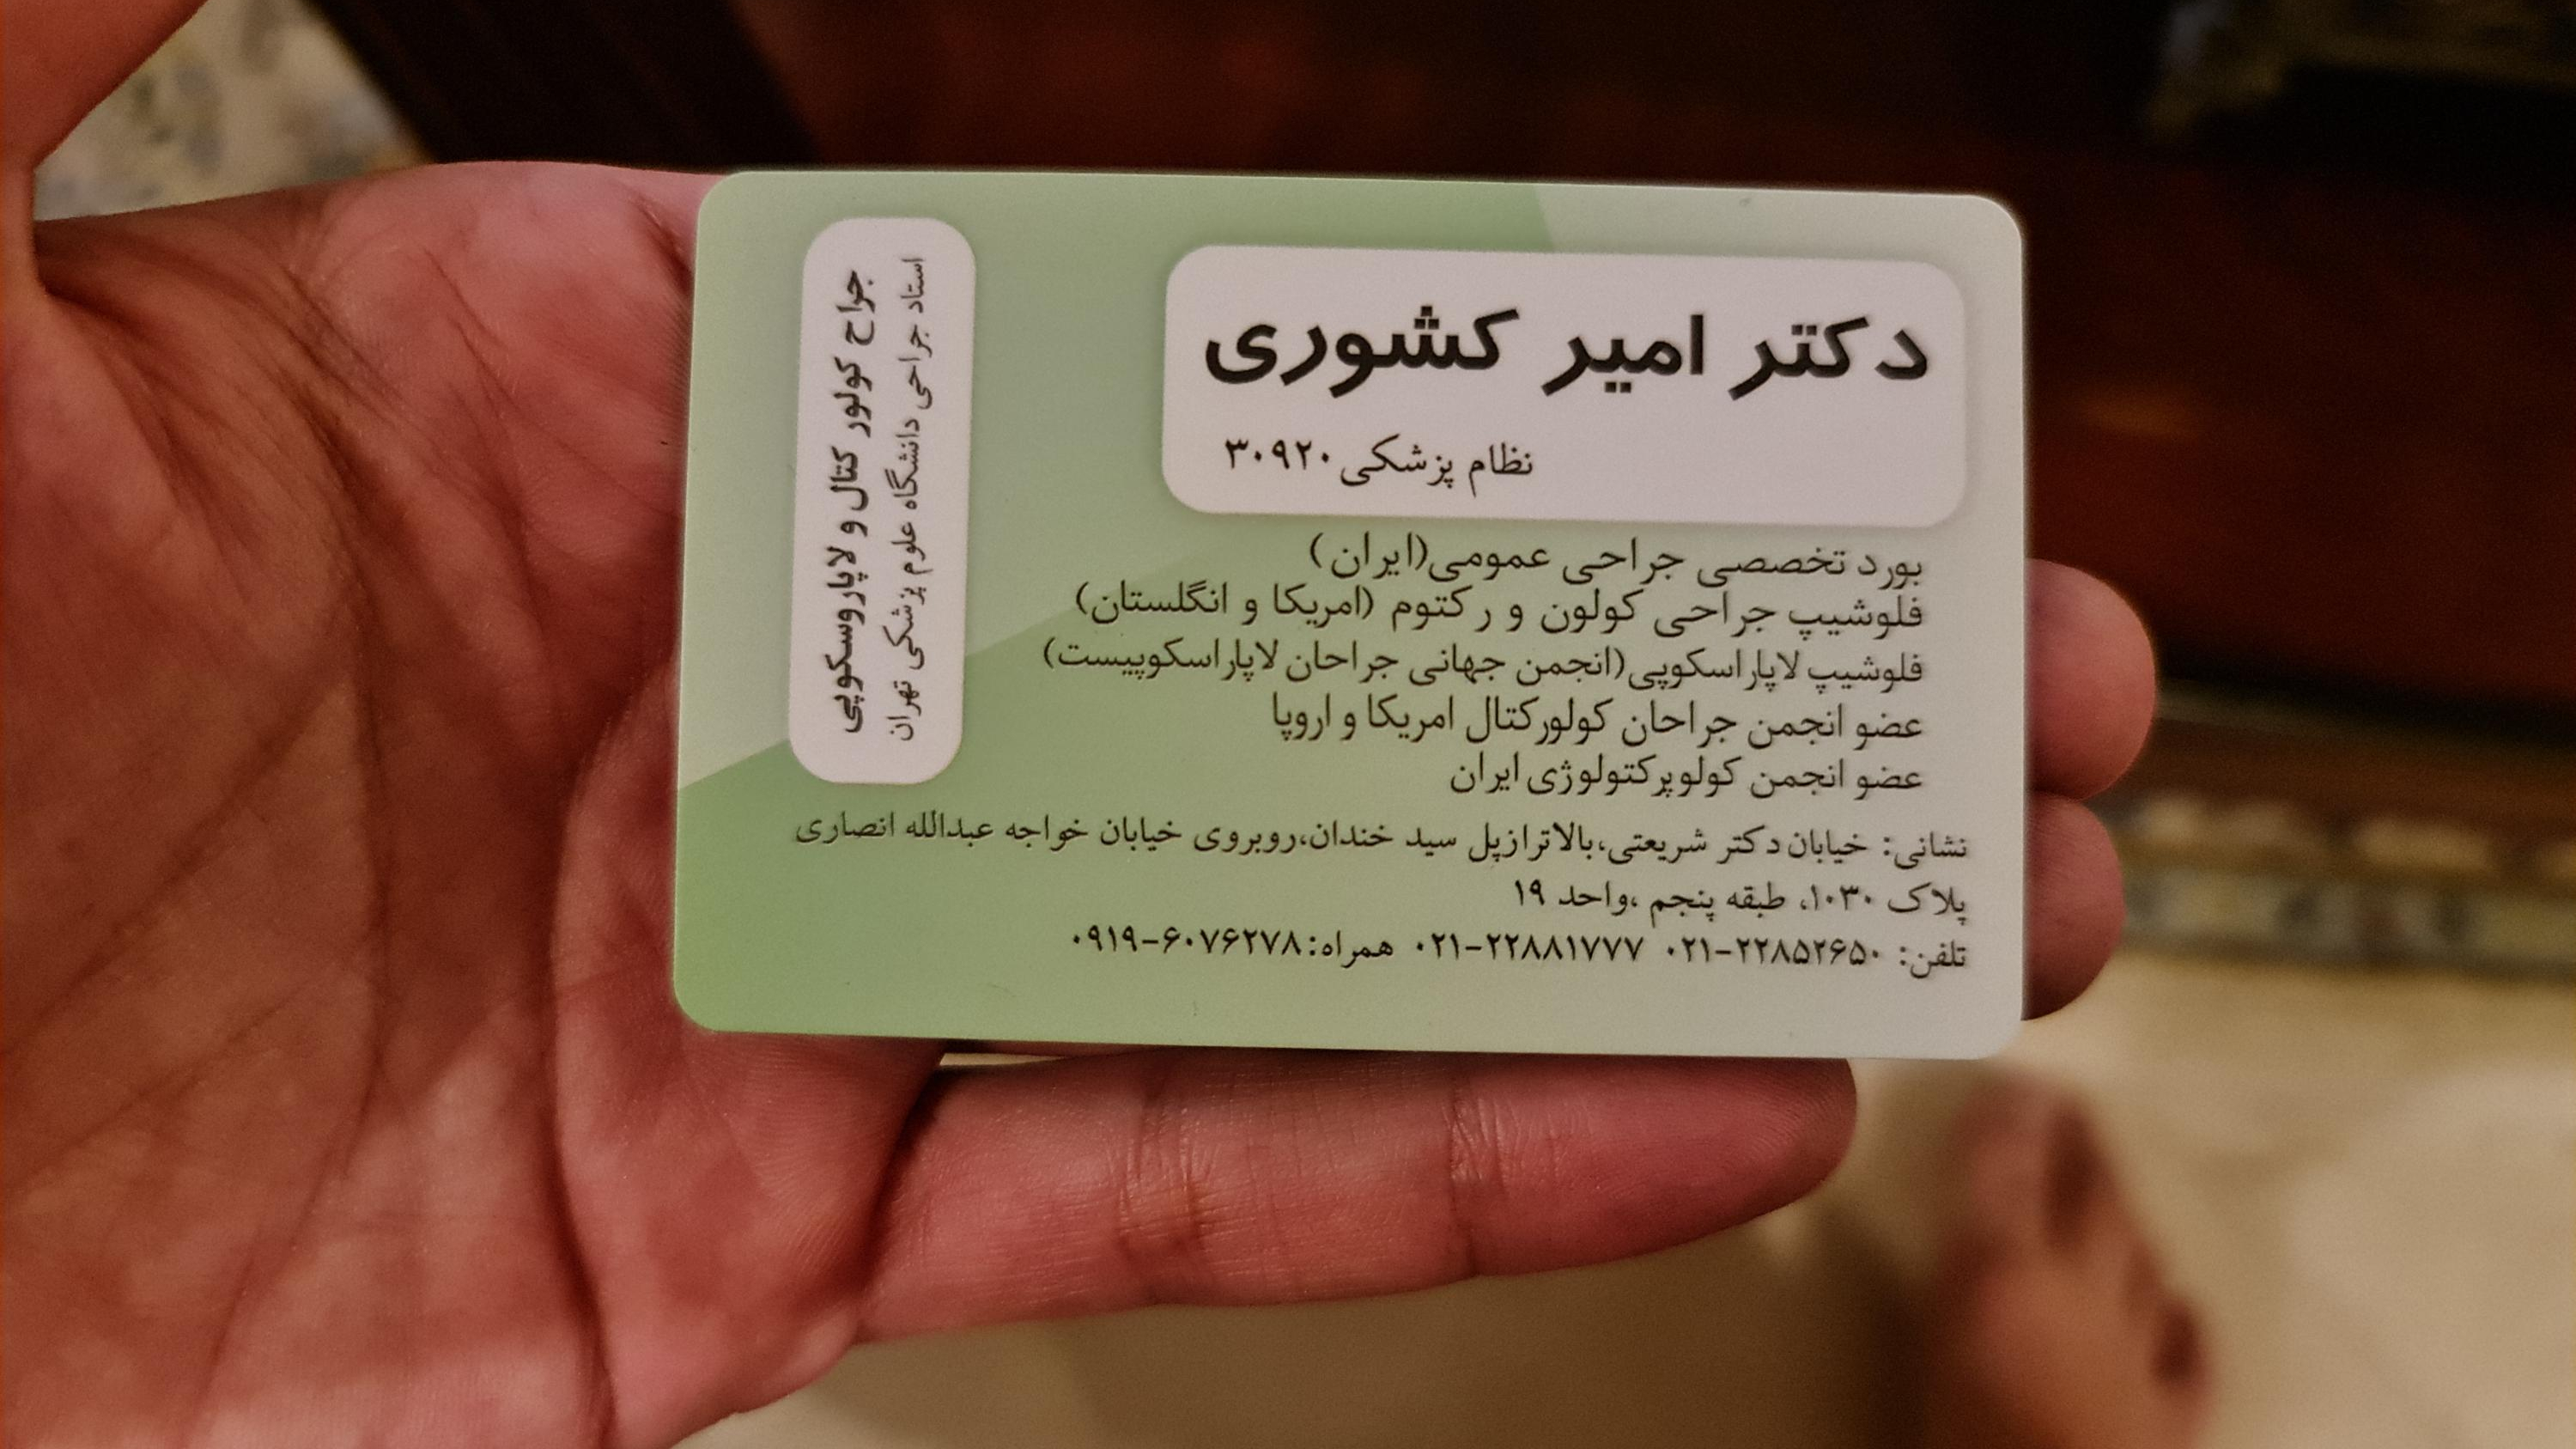 دکتر امیر کشوری
نظام پزشکی ۳۰۹۲۰
جراح کولور کتال و لاپاروسکوپی
استاد جراحی دانشگاه علوم پزشکی تهران
بورد تخصصی جراحی عمومی(ایران)
فلوشیپ جراحی کولون و رکتوم (امریکا و انگلستان)
فلوشیپ لاپاراسکوپی(انجمن جهانی جراحان لاپاراسکوپیست)
عضو انجمن جراحان کولورکتال امریکا و اروپا
عضو انجمن کولوپرکتولوژی ایران
نشانی: خیابان دکتر شریعتی،بالاترازپل سید خندان،روبروی خیابان خواجه عبدالله انصاری
پلاک ۱۰۳۰، طبقه پنجم ،واحد ۱۹
تلفن: ۲۲۸۵۲۶۵۰-۰۲۱ ۲۲۸۸۱۷۷۷-۰۲۱ همراه:۶۰۷۶۲۷۸-۰۹۱۹